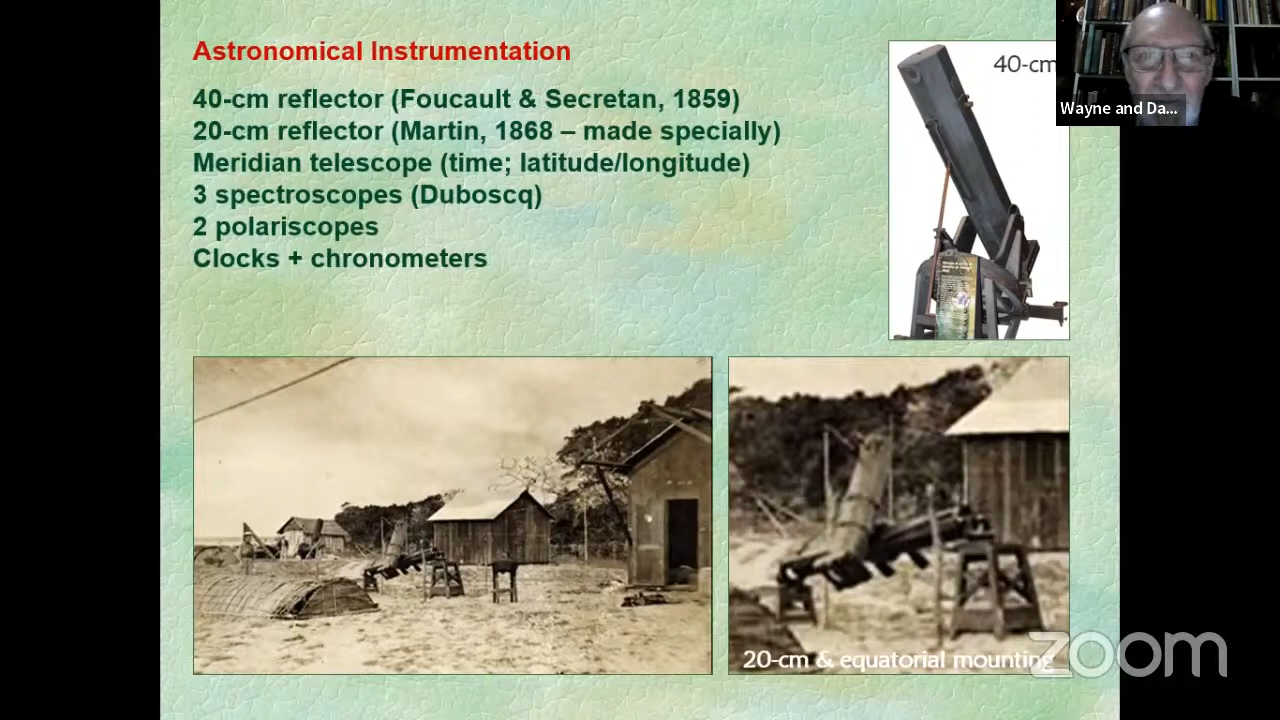 Astronomical Instrumentation
40-cm reflector (Foucault & Secretan, 1859)
20-cm reflector (Martin, 1868 – made specially)
Meridian telescope (time; latitude/longitude)
3 spectroscopes (Duboscq)
2 polariscopes
Clocks + chronometers
40-cm
Wayne and Da...
20-cm & equatorial mounting
zoom